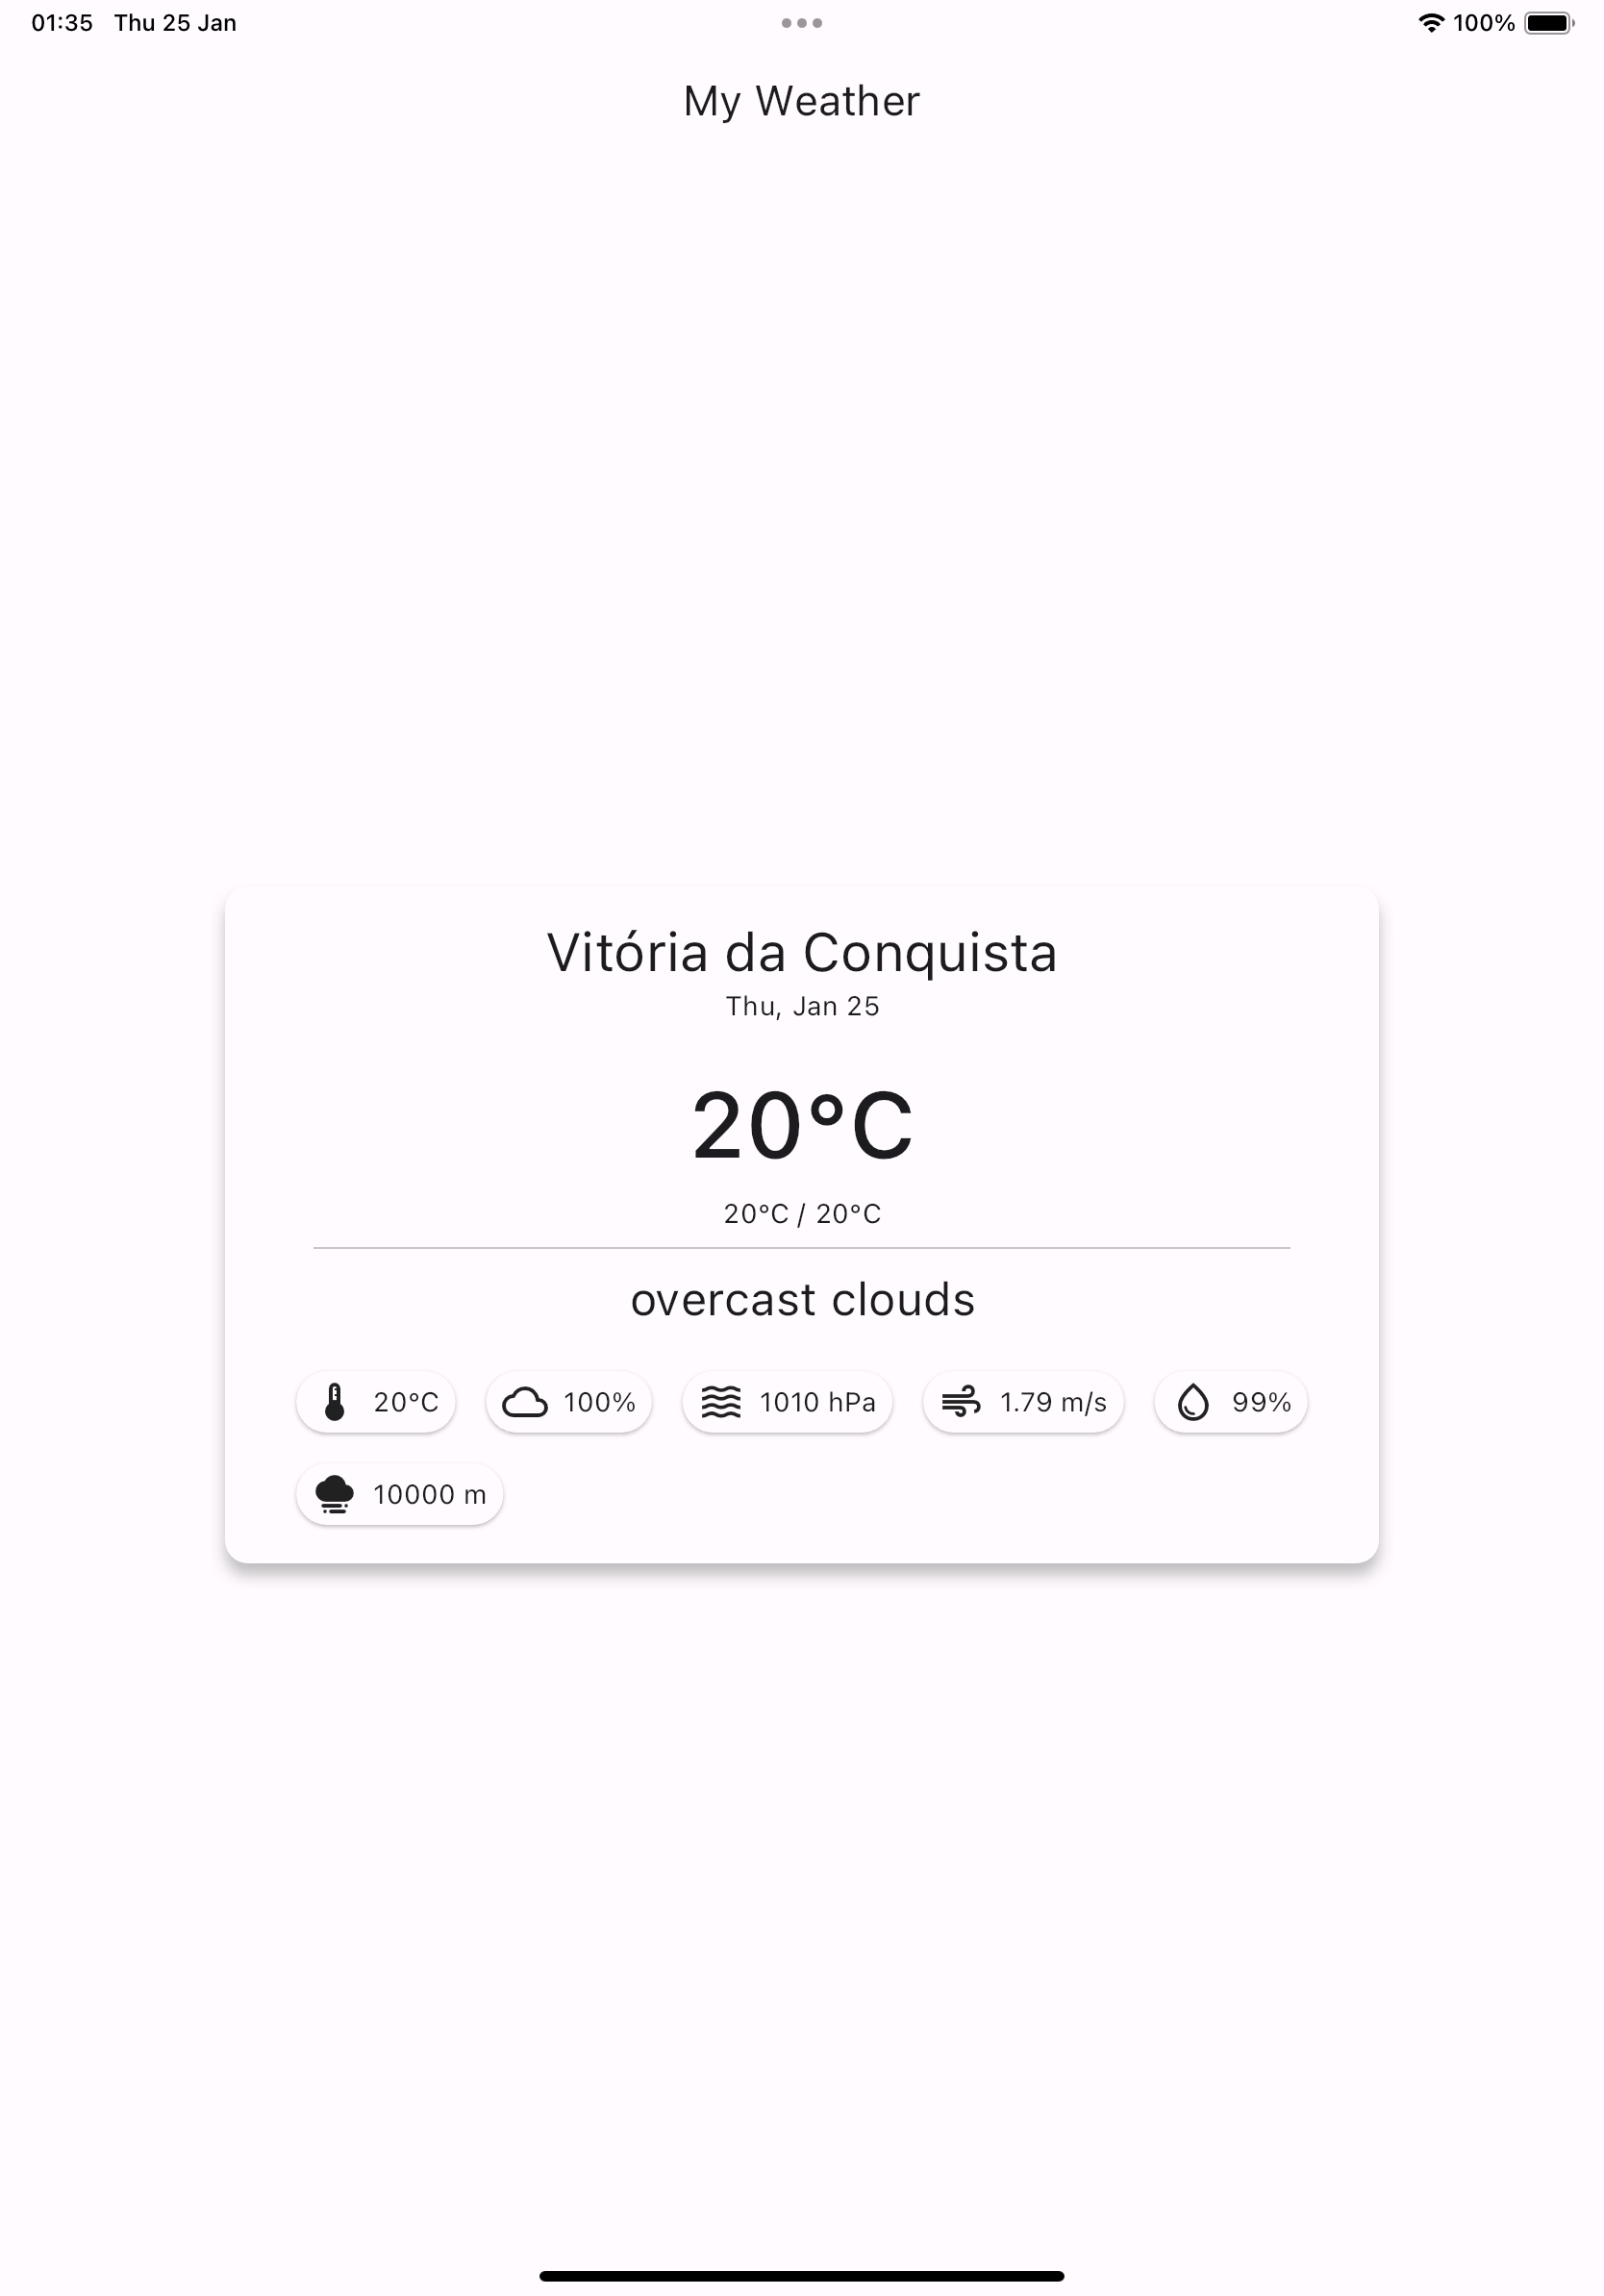 01:35 Thu 25 Jan 100%
My Weather
Vitória da Conquista
Thu, Jan 25
20°C
20°C / 20°C
overcast clouds
20°C 100% 1010 hPa 1.79 m/s 99%
10000 m